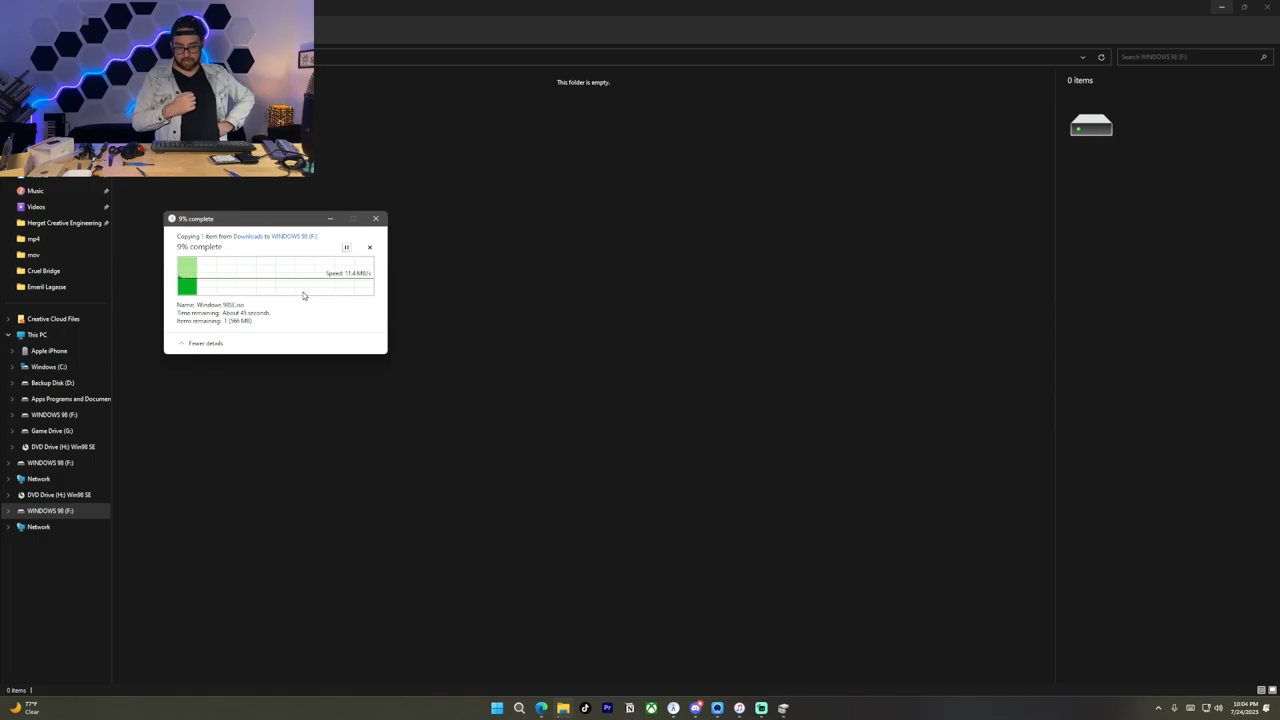 Search WINDOWS 98 (F:)
This folder is empty.
0 items
Music
Videos
Herget Creative Engineering
mp4
mov
Cruel Bridge
Emeril Lagasse
Creative Cloud Files
This PC
Apple iPhone
Windows (C:)
Backup Disk (D:)
Apps Programs and Documen
WINDOWS 98 (F:)
Game Drive (G:)
DVD Drive (H:) Win98 SE
WINDOWS 98 (F:)
Network
DVD Drive (H:) Win98 SE
WINDOWS 98 (F:)
Network
9% complete
Copying 1 item from Downloads to WINDOWS 98 (F:)
9% complete
Speed: 11.4 MB/s
Name: Windows 98SE.iso
Time remaining: About 45 seconds
Items remaining: 1 (566 MB)
Fewer details
0 items
77°F
Clear
10:04 PM
7/24/2023